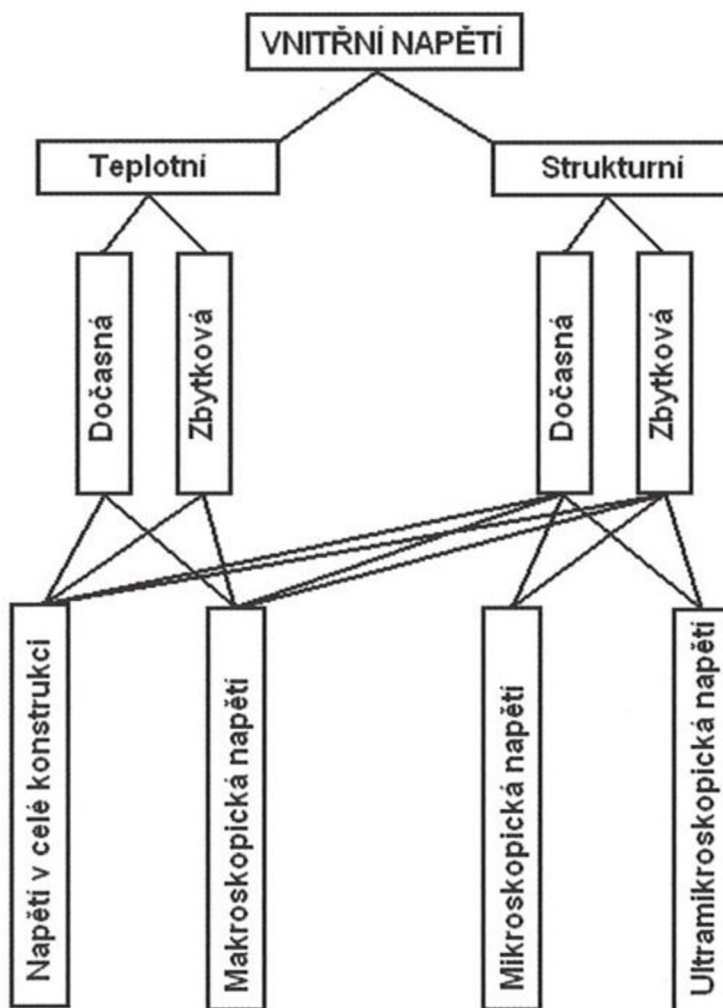 VNITŘNÍ NAPĚTÍ
Teplotní
Strukturní
Dočasná
Zbytková
Dočasná
Zbytková
Napětí v celé konstrukci
Makroskopická napětí
Mikroskopická napětí
Ultramikroskopická napětí